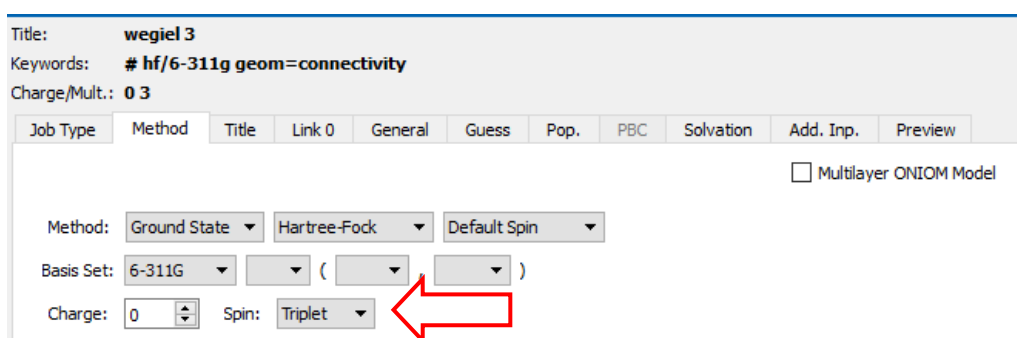 Title: wegiel 3
Keywords: # hf/6-311g geom=connectivity
Charge/Mult.: 0 3
Job Type Method Title Link 0 General Guess Pop. PBC Solvation Add. Inp. Preview
Multilayer ONIOM Model
Method: Ground State Hartree-Fock Default Spin
Basis Set: 6-311G ( , )
Charge: 0 Spin: Triplet